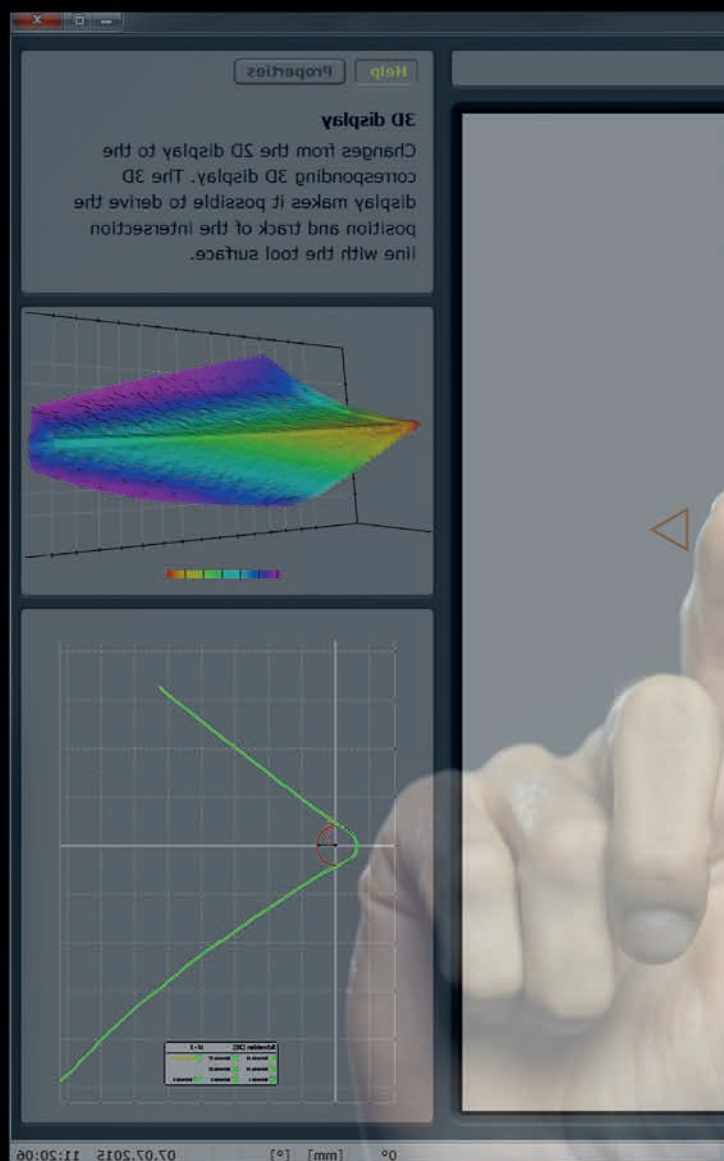 Help Properties
3D display
Changes from the 2D display to the
corresponding 3D display. The 3D
display makes it possible to derive the
position and track of the intersection
line with the tool surface.
0° [mm] [°] 07.07.2015 11:20:06